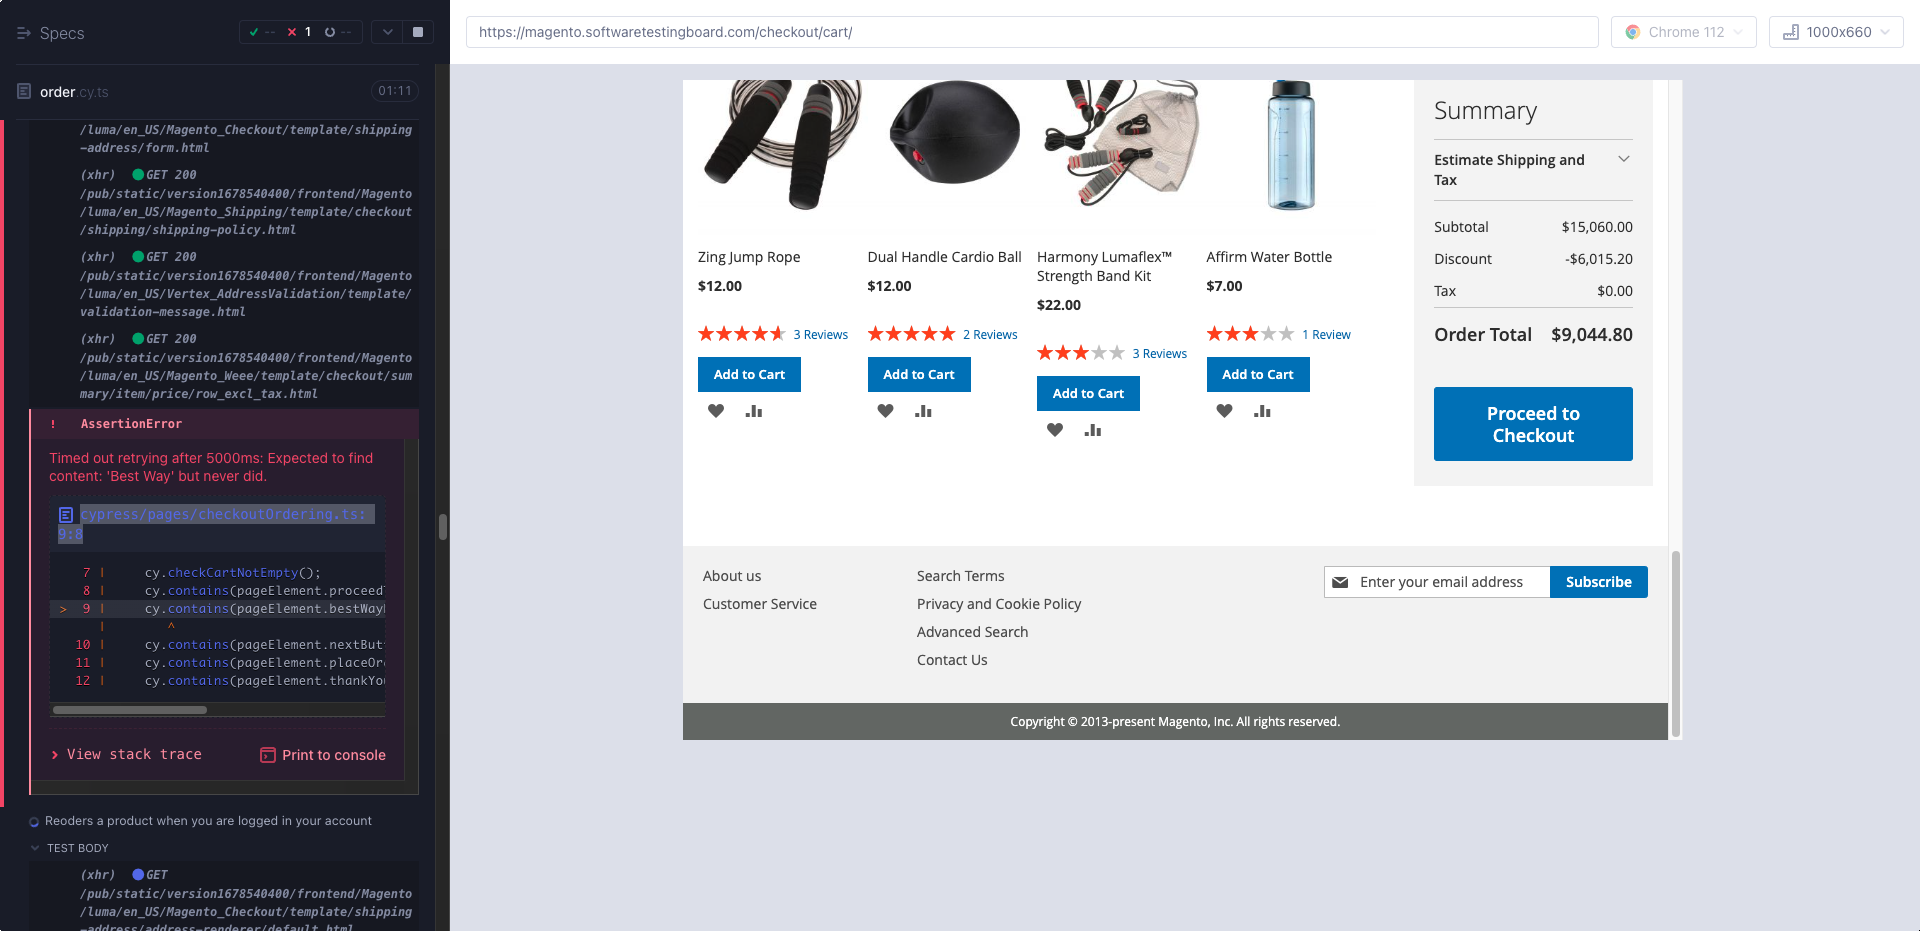 Specs
-- 1 --
https://magento.softwaretestingboard.com/checkout/cart/
Chrome 112
1000x660
order.cy.ts
01:11
/luma/en_US/Magento_Checkout/template/shipping
-address/form.html
(xhr) GET 200
/pub/static/version1678540400/frontend/Magento
/luma/en_US/Magento_Shipping/template/checkout
/shipping/shipping-policy.html
(xhr) GET 200
/pub/static/version1678540400/frontend/Magento
/luma/en_US/Vertex_AddressValidation/template/
validation-message.html
(xhr) GET 200
/pub/static/version1678540400/frontend/Magento
/luma/en_US/Magento_Weee/template/checkout/sum
mary/item/price/row_excl_tax.html
! AssertionError
Timed out retrying after 5000ms: Expected to find
content: 'Best Way' but never did.
cypress/pages/checkoutOrdering.ts:
9:8
7 | cy.checkCartNotEmpty();
8 | cy.contains(pageElement.proceed
> 9 | cy.contains(pageElement.bestWay
| ^
10 | cy.contains(pageElement.nextBut
11 | cy.contains(pageElement.placeOr
12 | cy.contains(pageElement.thankYo
View stack trace
Print to console
Reoders a product when you are logged in your account
TEST BODY
(xhr) GET
/pub/static/version1678540400/frontend/Magento
/luma/en_US/Magento_Checkout/template/shipping
-address/address-renderer/default.html
Zing Jump Rope
$12.00
3 Reviews
Add to Cart
Dual Handle Cardio Ball
$12.00
2 Reviews
Add to Cart
Harmony Lumaflex™
Strength Band Kit
$22.00
3 Reviews
Add to Cart
Affirm Water Bottle
$7.00
1 Review
Add to Cart
Summary
Estimate Shipping and
Tax
Subtotal $15,060.00
Discount -$6,015.20
Tax $0.00
Order Total $9,044.80
Proceed to
Checkout
About us
Customer Service
Search Terms
Privacy and Cookie Policy
Advanced Search
Contact Us
Enter your email address
Subscribe
Copyright © 2013-present Magento, Inc. All rights reserved.